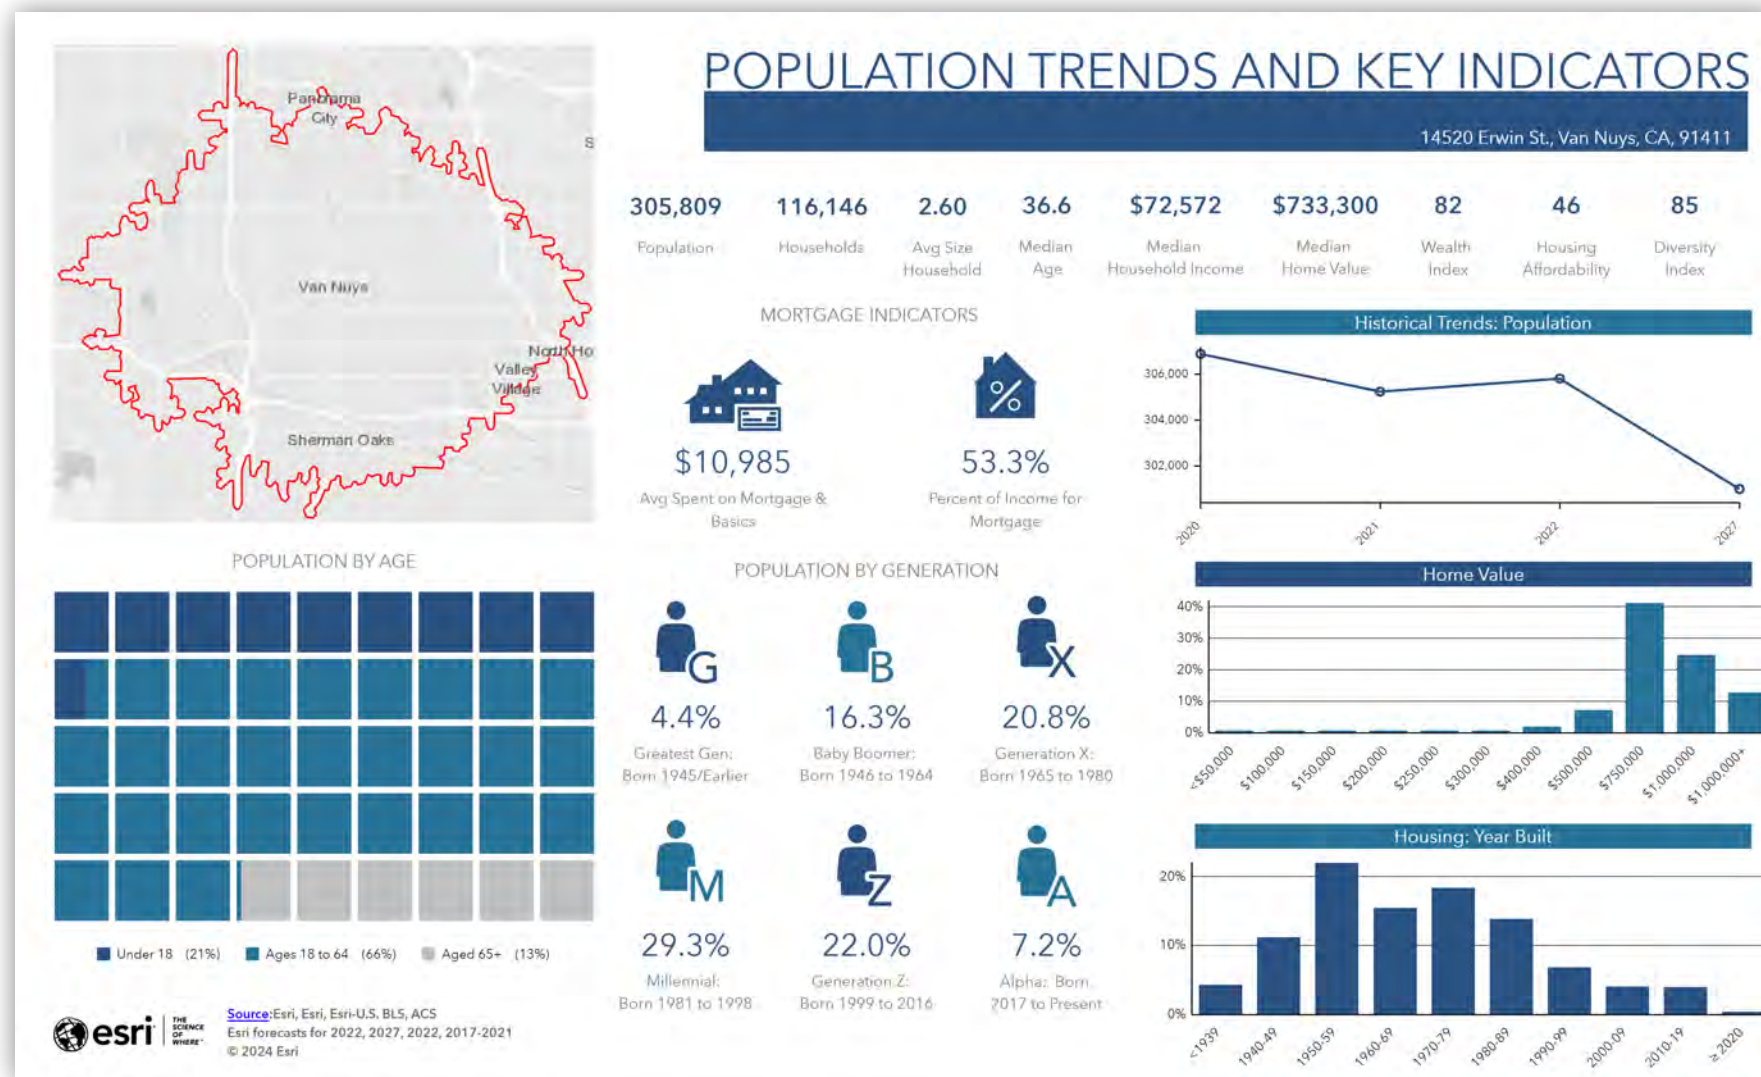 POPULATION TRENDS AND KEY INDICATORS
14520 Erwin St., Van Nuys, CA, 91411
Panorama
City
S
Van Nuys
North Ho
Valley
Village
Sherman Oaks
305,809
Population
116,146
Households
2.60
Avg Size
Household
36.6
Median
Age
$72,572
Median
Household Income
$733,300
Median
Home Value
82
Wealth
Index
46
Housing
Affordability
85
Diversity
Index
MORTGAGE INDICATORS
$10,985
Avg Spent on Mortgage &
Basics
%
53.3%
Percent of Income for
Mortgage
Historical Trends: Population
306,000
304,000
302,000
2020
2021
2022
2027
POPULATION BY AGE
Under 18 (21%)
Ages 18 to 64 (66%)
Aged 65+ (13%)
POPULATION BY GENERATION
G
4.4%
Greatest Gen:
Born 1945/Earlier
B
16.3%
Baby Boomer:
Born 1946 to 1964
X
20.8%
Generation X:
Born 1965 to 1980
M
29.3%
Millennial:
Born 1981 to 1998
Z
22.0%
Generation Z:
Born 1999 to 2016
A
7.2%
Alpha: Born
2017 to Present
Home Value
40%
30%
20%
10%
0%
<$50,000
$100,000
$150,000
$200,000
$250,000
$300,000
$400,000
$500,000
$750,000
$1,000,000
$1,000,000+
Housing: Year Built
20%
10%
0%
<1939
1940-49
1950-59
1960-69
1970-79
1980-89
1990-99
2000-09
2010-19
≥ 2020
esri
THE
SCIENCE
OF
WHERE™
Source:Esri, Esri, Esri-U.S. BLS, ACS
Esri forecasts for 2022, 2027, 2022, 2017-2021
© 2024 Esri